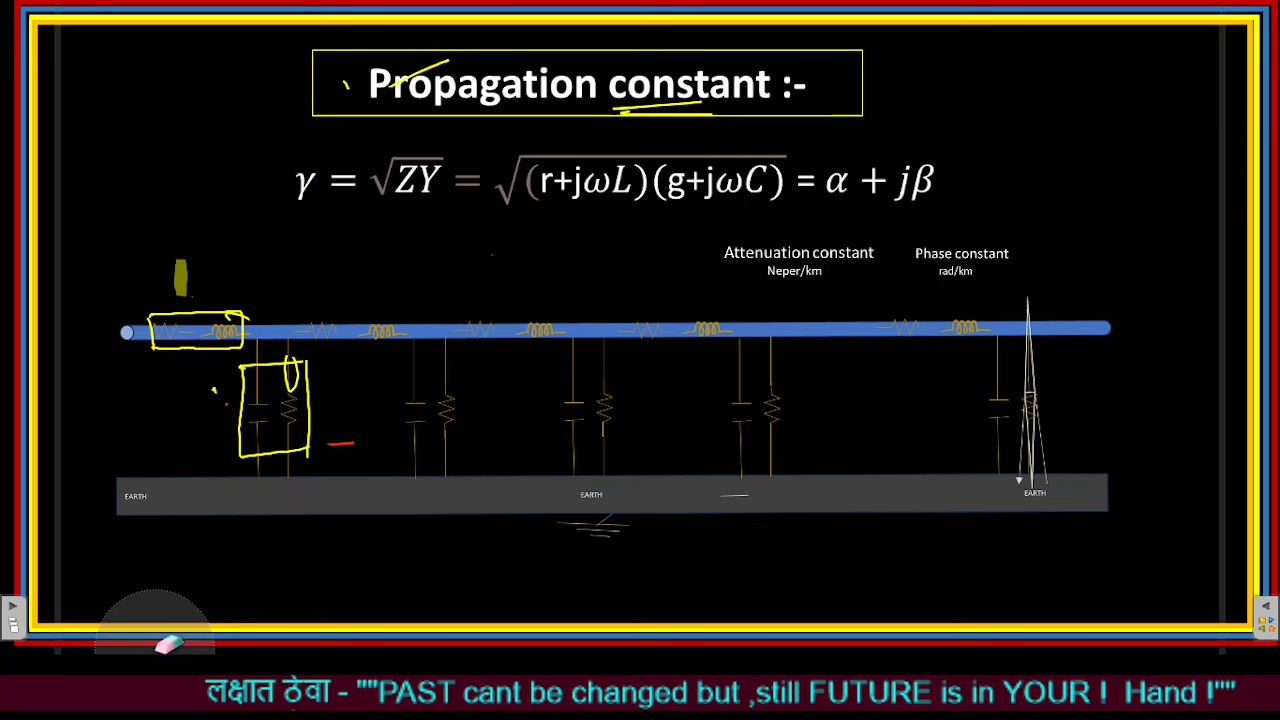 Propagation constant :-
γ = √ZY = √(r+jωL)(g+jωC) = α + jβ
Attenuation constant Phase constant
Neper/km rad/km
EARTH EARTH EARTH
लक्षात ठेवा - ""PAST cant be changed but ,still FUTURE is in YOUR ! Hand !""